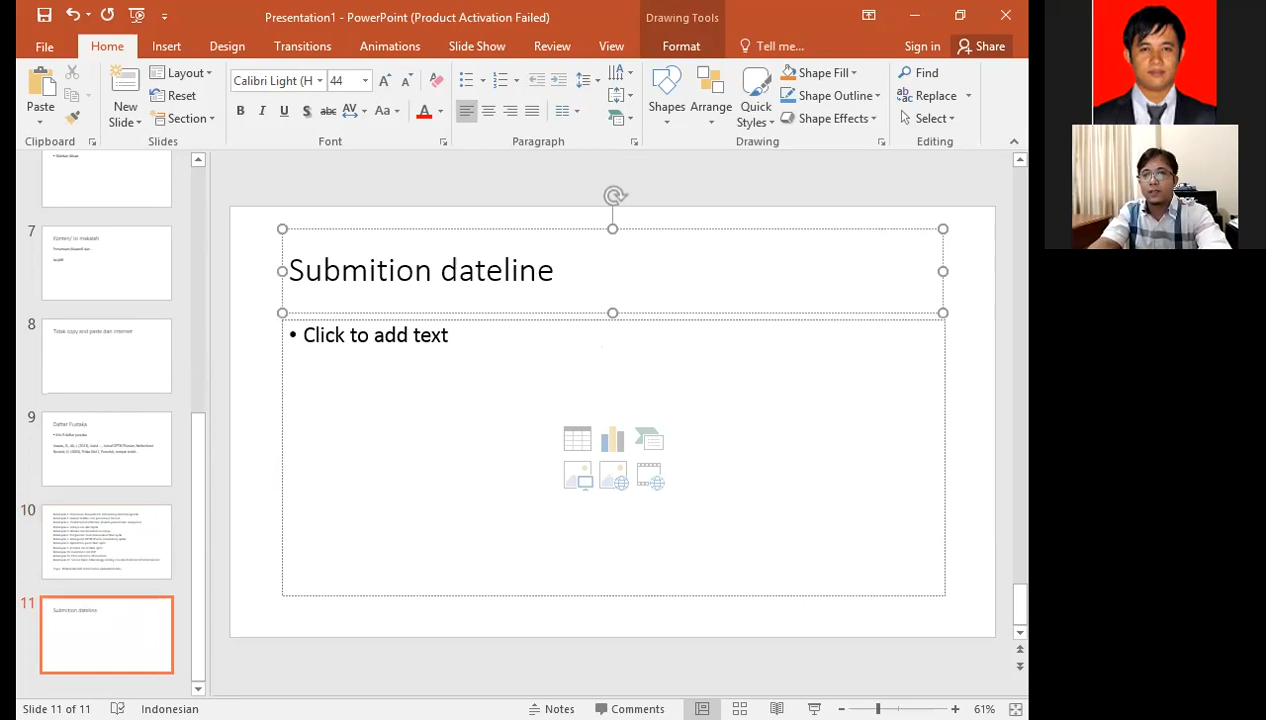 Presentation1 - PowerPoint (Product Activation Failed)
Drawing Tools
File
Home
Insert
Design
Transitions
Animations
Slide Show
Review
View
Format
Tell me...
Sign in
Share
Paste
Clipboard
New
Slide
Layout
Reset
Section
Slides
Calibri Light (H
44
B
I
U
S
abc
AV
Aa
A
Font
Paragraph
Shapes
Arrange
Quick
Styles
Shape Fill
Shape Outline
Shape Effects
Drawing
Find
Replace
Select
Editing
7
8
Tidak copy and paste dari internet
9
Daftar Pustaka
10
11
Submition dateline
Submition dateline
• Click to add text
Slide 11 of 11
Indonesian
Notes
Comments
61%